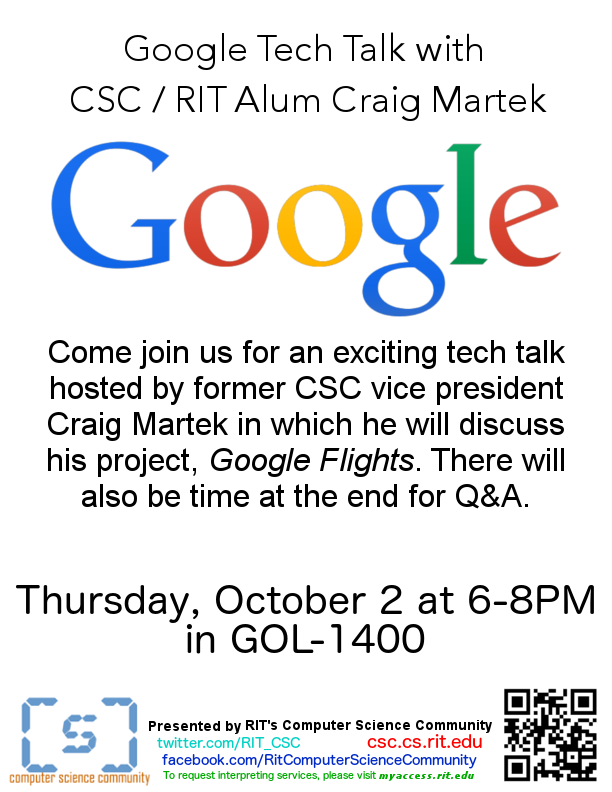 Google Tech Talk with
CSC / RIT Alum Craig Martek
Google
Come join us for an exciting tech talk
hosted by former CSC vice president
Craig Martek in which he will discuss
his project, Google Flights. There will
also be time at the end for Q&A.
Thursday, October 2 at 6-8PM
in GOL-1400
[s]
computer science community
Presented by RIT's Computer Science Community
twitter.com/RIT_CSC csc.cs.rit.edu
facebook.com/RitComputerScienceCommunity
To request interpreting services, please visit myaccess.rit.edu